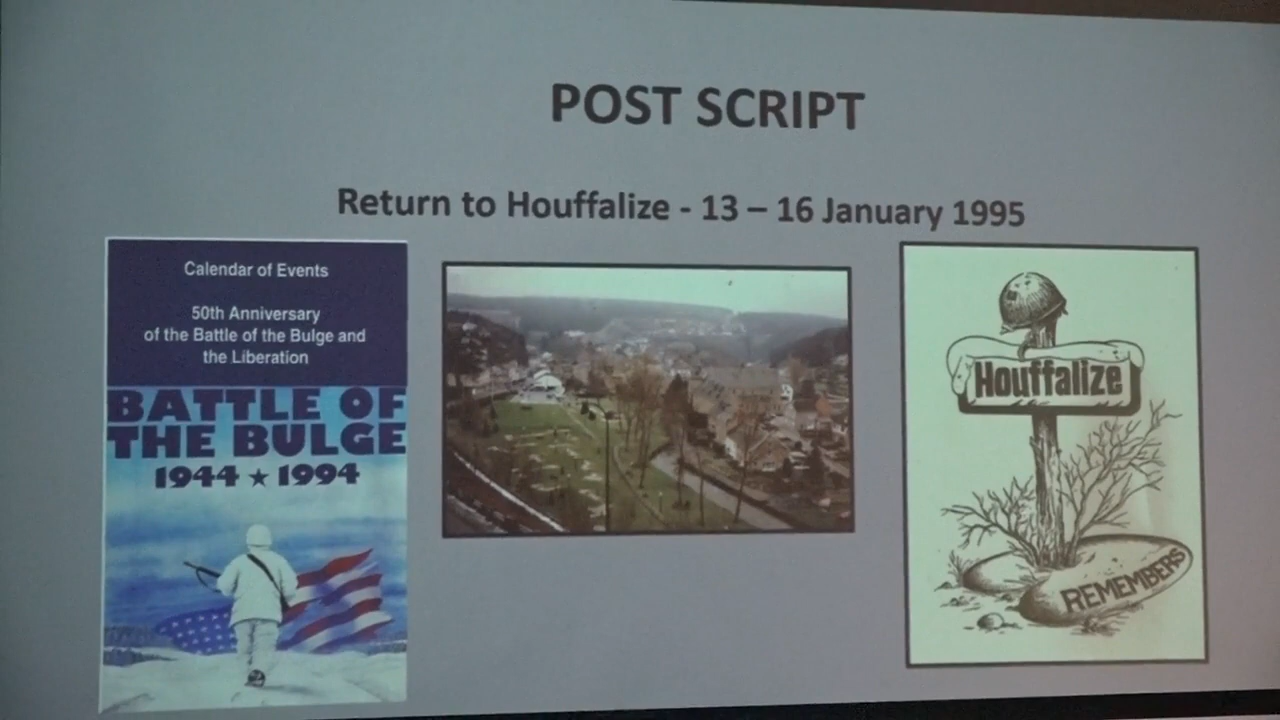 POST SCRIPT
Return to Houffalize - 13 – 16 January 1995
Calendar of Events
50th Anniversary
of the Battle of the Bulge and
the Liberation
BATTLE OF
THE BULGE
1944 ★ 1994
Houffalize
REMEMBERS